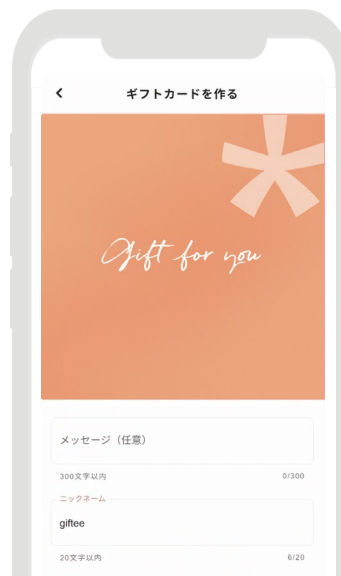 ギフトカードを作る
Gift for you
メッセージ（任意）
300文字以内 0/300
ニックネーム
giftee
20文字以内 6/20